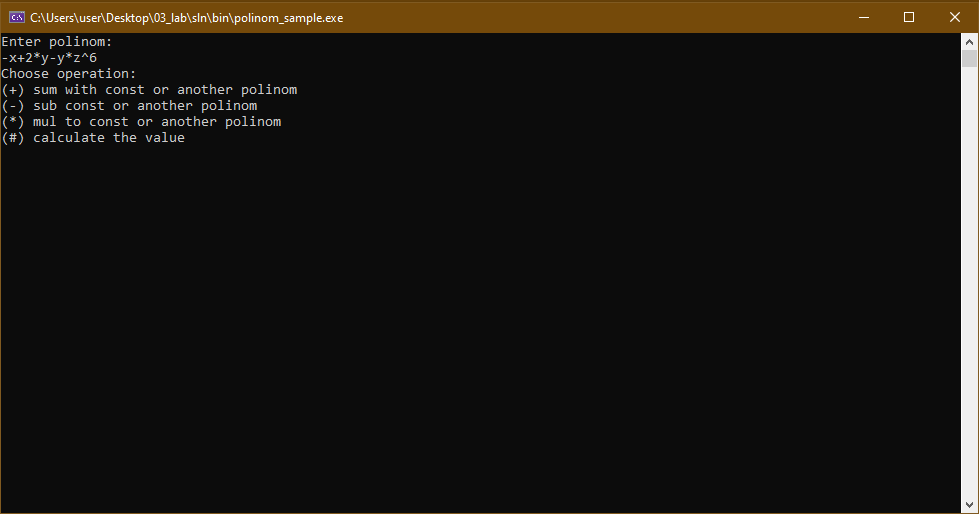 C:\Users\user\Desktop\03_lab\sln\bin\polinom_sample.exe
Enter polinom:
-x+2*y-y*z^6
Choose operation:
(+) sum with const or another polinom
(-) sub const or another polinom
(*) mul to const or another polinom
(#) calculate the value